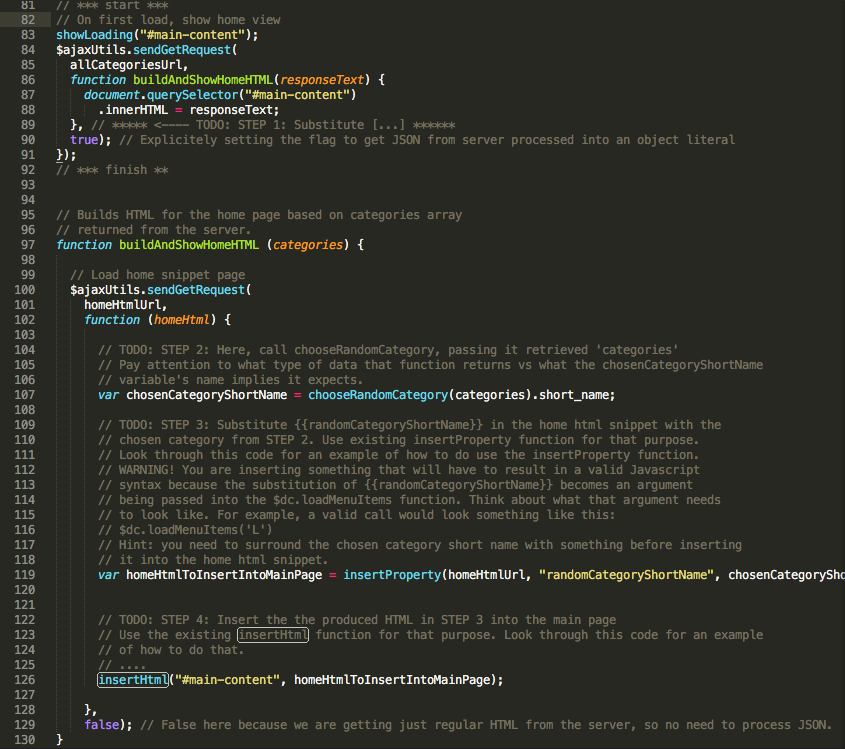 81 // *** start ***
82 // On first load, show home view
83 showLoading("#main-content");
84 $ajaxUtils.sendGetRequest(
85 allCategoriesUrl,
86 function buildAndShowHomeHTML(responseText) {
87 document.querySelector("#main-content")
88 .innerHTML = responseText;
89 }, // ***** <---- TODO: STEP 1: Substitute [...] ******
90 true); // Explicitely setting the flag to get JSON from server processed into an object literal
91 });
92 // *** finish **
93
94
95 // Builds HTML for the home page based on categories array
96 // returned from the server.
97 function buildAndShowHomeHTML (categories) {
98
99 // Load home snippet page
100 $ajaxUtils.sendGetRequest(
101 homeHtmlUrl,
102 function (homeHtml) {
103
104 // TODO: STEP 2: Here, call chooseRandomCategory, passing it retrieved 'categories'
105 // Pay attention to what type of data that function returns vs what the chosenCategoryShortName
106 // variable's name implies it expects.
107 var chosenCategoryShortName = chooseRandomCategory(categories).short_name;
108
109 // TODO: STEP 3: Substitute {{randomCategoryShortName}} in the home html snippet with the
110 // chosen category from STEP 2. Use existing insertProperty function for that purpose.
111 // Look through this code for an example of how to do use the insertProperty function.
112 // WARNING! You are inserting something that will have to result in a valid Javascript
113 // syntax because the substitution of {{randomCategoryShortName}} becomes an argument
114 // being passed into the $dc.loadMenuItems function. Think about what that argument needs
115 // to look like. For example, a valid call would look something like this:
116 // $dc.loadMenuItems('L')
117 // Hint: you need to surround the chosen category short name with something before inserting
118 // it into the home html snippet.
119 var homeHtmlToInsertIntoMainPage = insertProperty(homeHtmlUrl, "randomCategoryShortName", chosenCategorySho
120
121
122 // TODO: STEP 4: Insert the the produced HTML in STEP 3 into the main page
123 // Use the existing insertHtml function for that purpose. Look through this code for an example
124 // of how to do that.
125 // ....
126 insertHtml("#main-content", homeHtmlToInsertIntoMainPage);
127
128 },
129 false); // False here because we are getting just regular HTML from the server, so no need to process JSON.
130 }